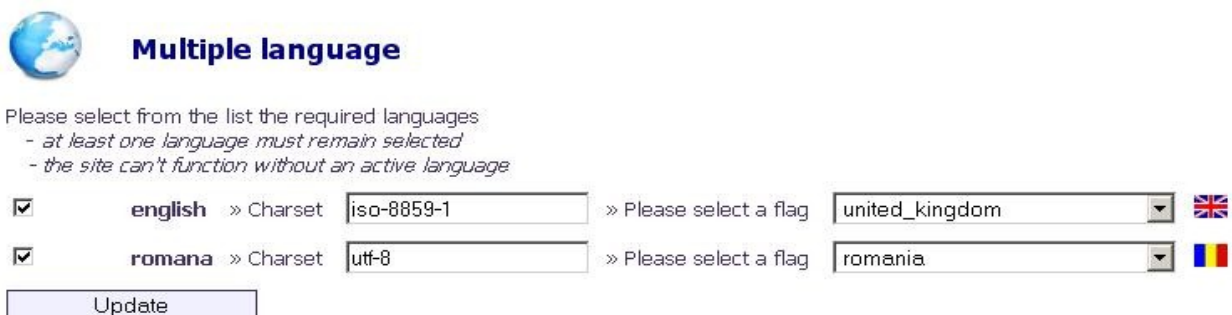 Multiple language
Please select from the list the required languages
- at least one language must remain selected
- the site can't function without an active language
english » Charset iso-8859-1 » Please select a flag united_kingdom
romana » Charset utf-8 » Please select a flag romania
Update